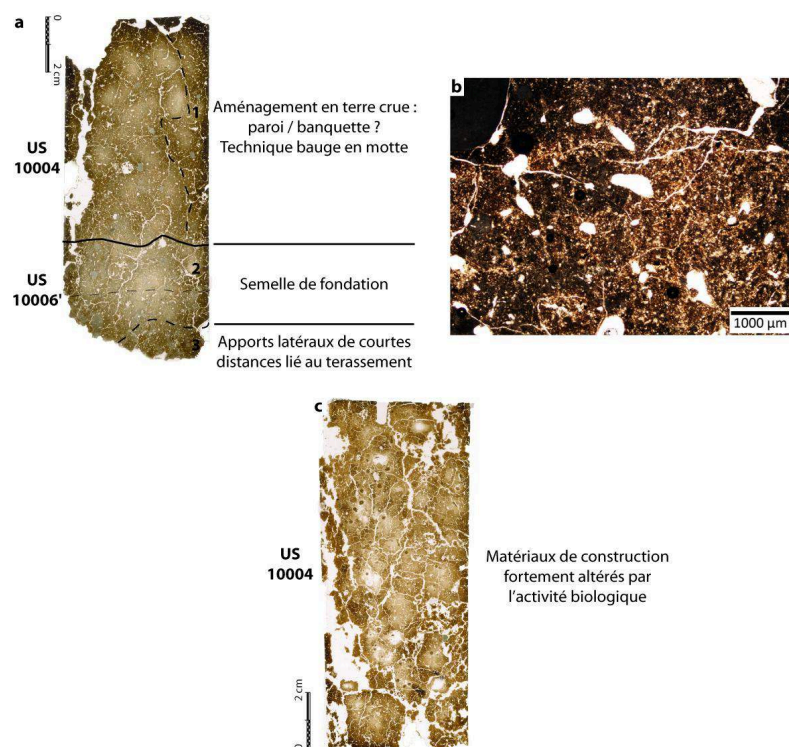 a
0
2 cm
1
US
10004
Aménagement en terre crue :
paroi / banquette ?
Technique bauge en motte
2
US
10006'
Semelle de fondation
3
Apports latéraux de courtes
distances lié au terassement
b
1000 µm
c
US
10004
Matériaux de construction
fortement altérés par
l'activité biologique
2 cm
0